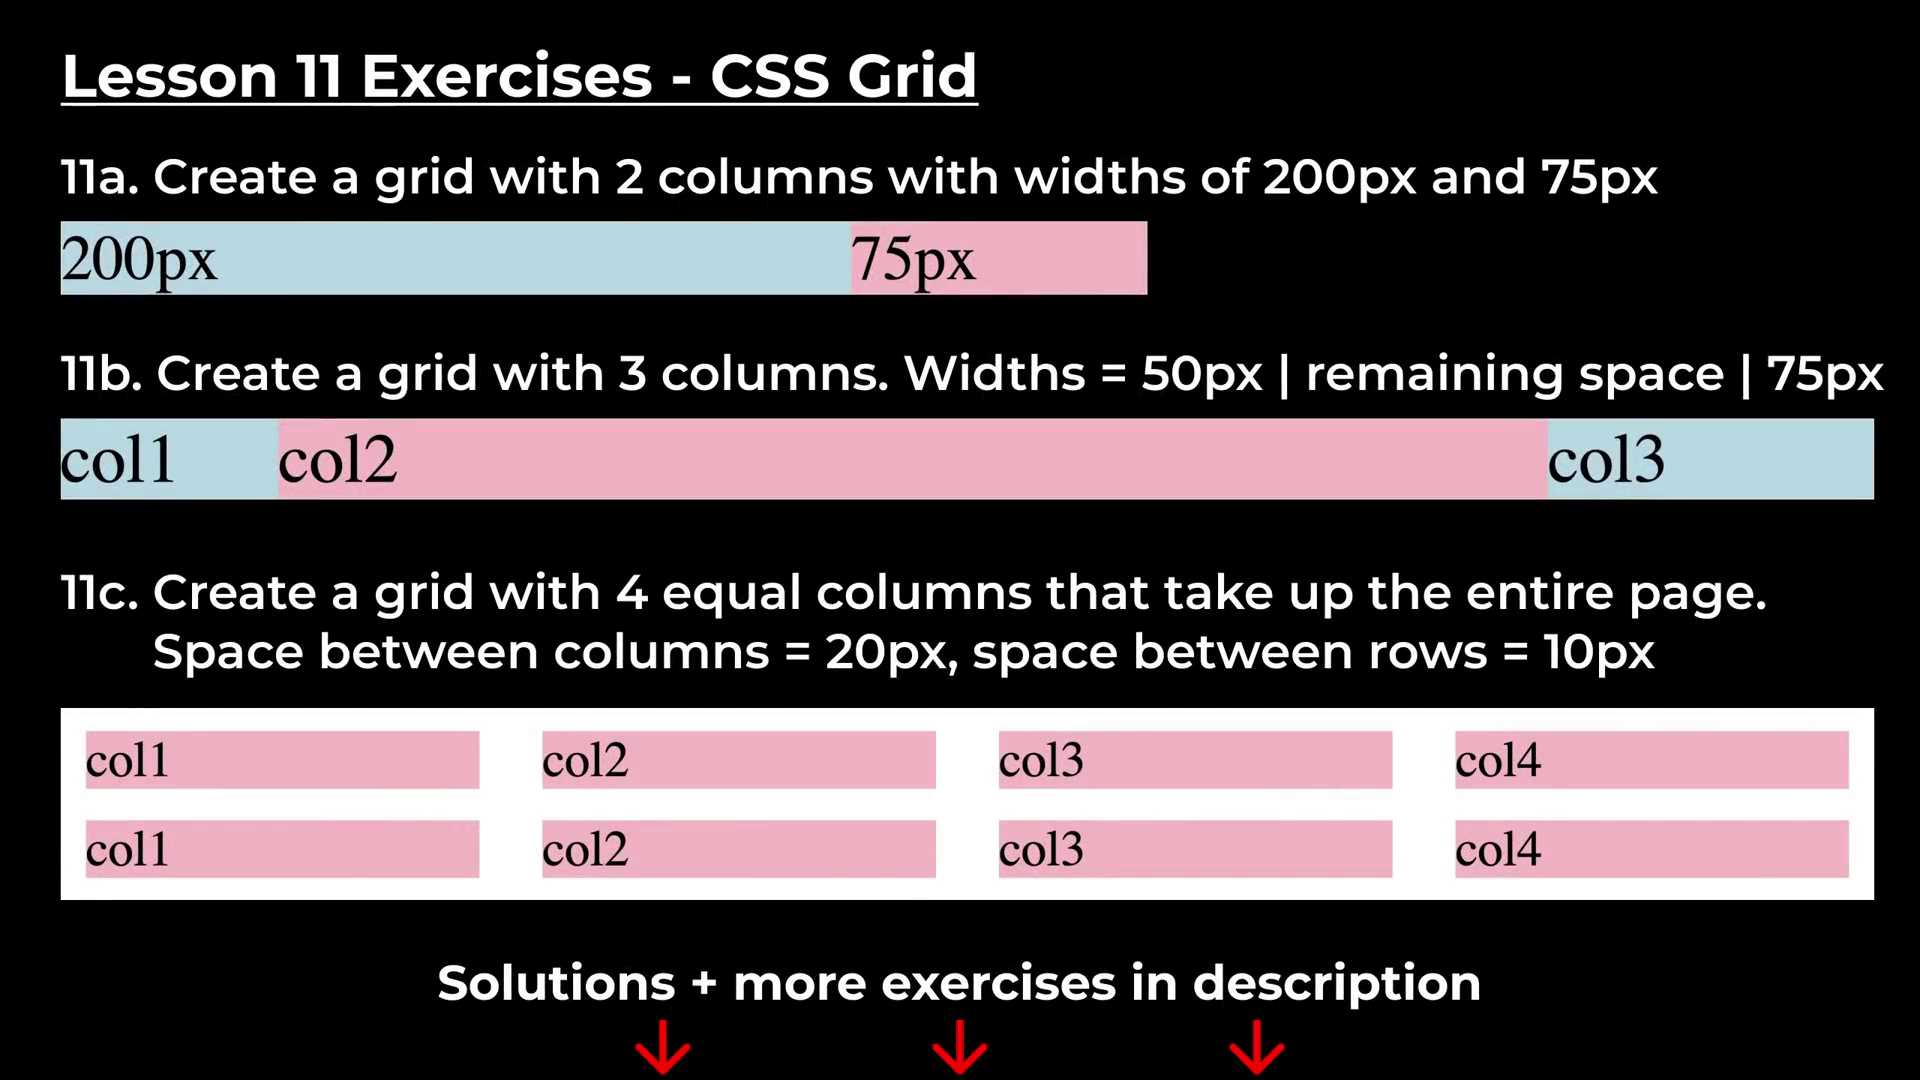 Lesson 11 Exercises - CSS Grid
11a. Create a grid with 2 columns with widths of 200px and 75px
200px 75px
11b. Create a grid with 3 columns. Widths = 50px | remaining space | 75px
col1 col2 col3
11c. Create a grid with 4 equal columns that take up the entire page.
Space between columns = 20px, space between rows = 10px
col1 col2 col3 col4
col1 col2 col3 col4
Solutions + more exercises in description